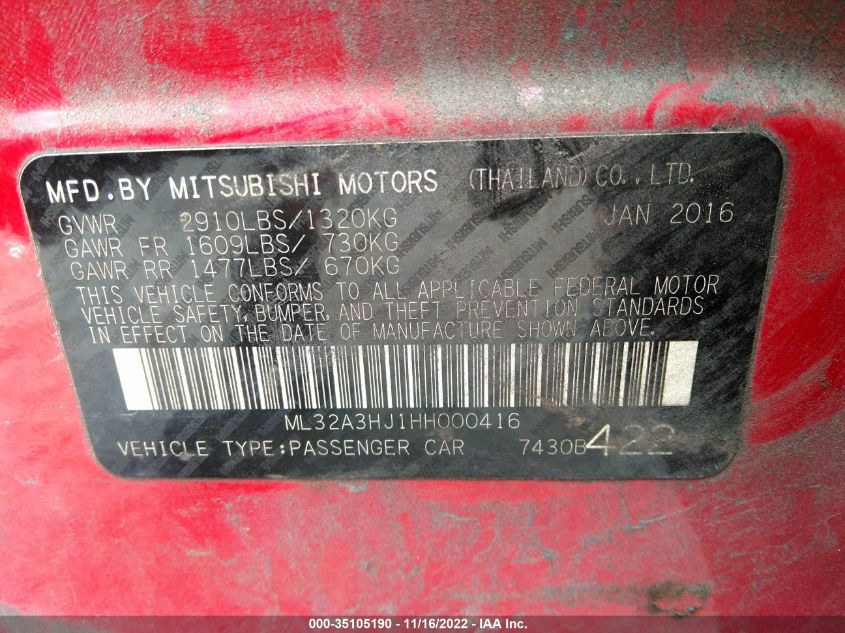 MFD.BY MITSUBISHI MOTORS (THAILAND) CO.,LTD.
GVWR 2910LBS/1320KG JAN 2016
GAWR FR 1609LBS/ 730KG
GAWR RR 1477LBS/ 670KG
THIS VEHICLE CONFORMS TO ALL APPLICABLE FEDERAL MOTOR
VEHICLE SAFETY, BUMPER, AND THEFT PREVENTION STANDARDS
IN EFFECT ON THE DATE OF MANUFACTURE SHOWN ABOVE.
ML32A3HJ1HH000416
VEHICLE TYPE:PASSENGER CAR 7430B422
000-35105190 - 11/16/2022 - IAA Inc.